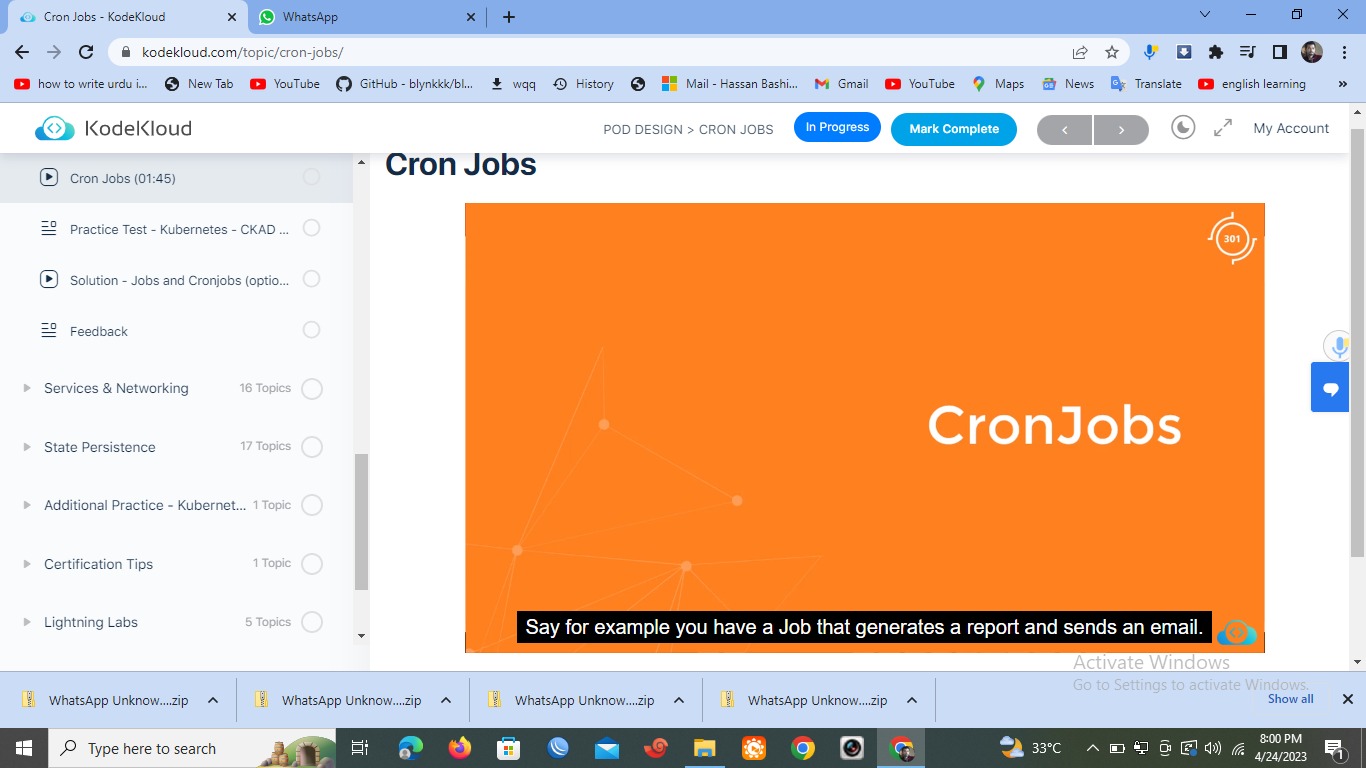 Cron Jobs - KodeKloud
WhatsApp
kodekloud.com/topic/cron-jobs/
how to write urdu i...
New Tab
YouTube
GitHub - blynkkk/bl...
wqq
History
Mail - Hassan Bashi...
Gmail
YouTube
Maps
News
Translate
english learning
»
KodeKloud
POD DESIGN > CRON JOBS
In Progress
Mark Complete
My Account
Cron Jobs (01:45)
Practice Test - Kubernetes - CKAD ...
Solution - Jobs and Cronjobs (optio...
Feedback
Services & Networking 16 Topics
State Persistence 17 Topics
Additional Practice - Kubernet... 1 Topic
Certification Tips 1 Topic
Lightning Labs 5 Topics
Cron Jobs
301
CronJobs
Say for example you have a Job that generates a report and sends an email.
Activate Windows
Go to Settings to activate Windows.
WhatsApp Unknow....zip
WhatsApp Unknow....zip
WhatsApp Unknow....zip
WhatsApp Unknow....zip
Show all
Type here to search
33°C
8:00 PM
4/24/2023
1